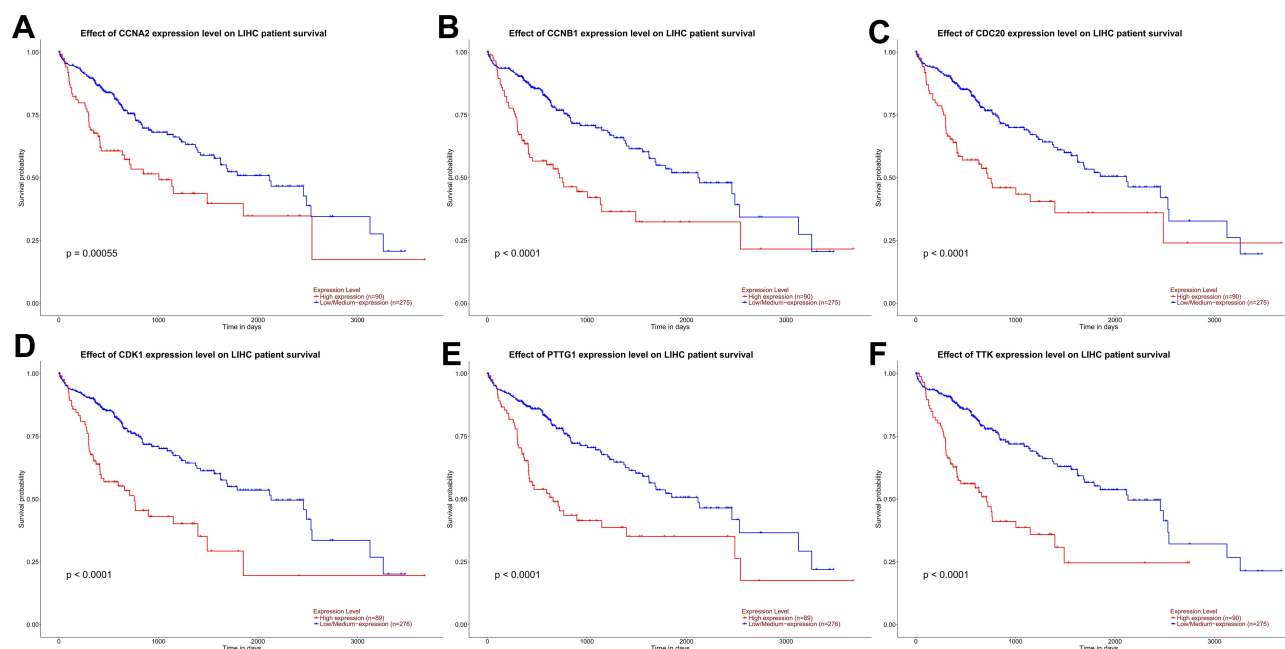 A
Effect of CCNA2 expression level on LIHC patient survival
1.00
0.75
0.50
0.25
0.00
Survival probability
p = 0.00055
Expression Level
High expression (n=90)
Low/Medium-expression (n=275)
0 1000 2000 3000
Time in days
B
Effect of CCNB1 expression level on LIHC patient survival
1.00
0.75
0.50
0.25
0.00
Survival probability
p < 0.0001
Expression Level
High expression (n=90)
Low/Medium-expression (n=275)
0 1000 2000 3000
Time in days
C
Effect of CDC20 expression level on LIHC patient survival
1.00
0.75
0.50
0.25
0.00
Survival probability
p < 0.0001
Expression Level
High expression (n=90)
Low/Medium-expression (n=275)
0 1000 2000 3000
Time in days
D
Effect of CDK1 expression level on LIHC patient survival
1.00
0.75
0.50
0.25
0.00
Survival probability
p < 0.0001
Expression Level
High expression (n=89)
Low/Medium-expression (n=276)
0 1000 2000 3000
Time in days
E
Effect of PTTG1 expression level on LIHC patient survival
1.00
0.75
0.50
0.25
0.00
Survival probability
p < 0.0001
Expression Level
High expression (n=89)
Low/Medium-expression (n=276)
0 1000 2000 3000
Time in days
F
Effect of TTK expression level on LIHC patient survival
1.00
0.75
0.50
0.25
0.00
Survival probability
p < 0.0001
Expression Level
High expression (n=90)
Low/Medium-expression (n=275)
0 1000 2000 3000
Time in days